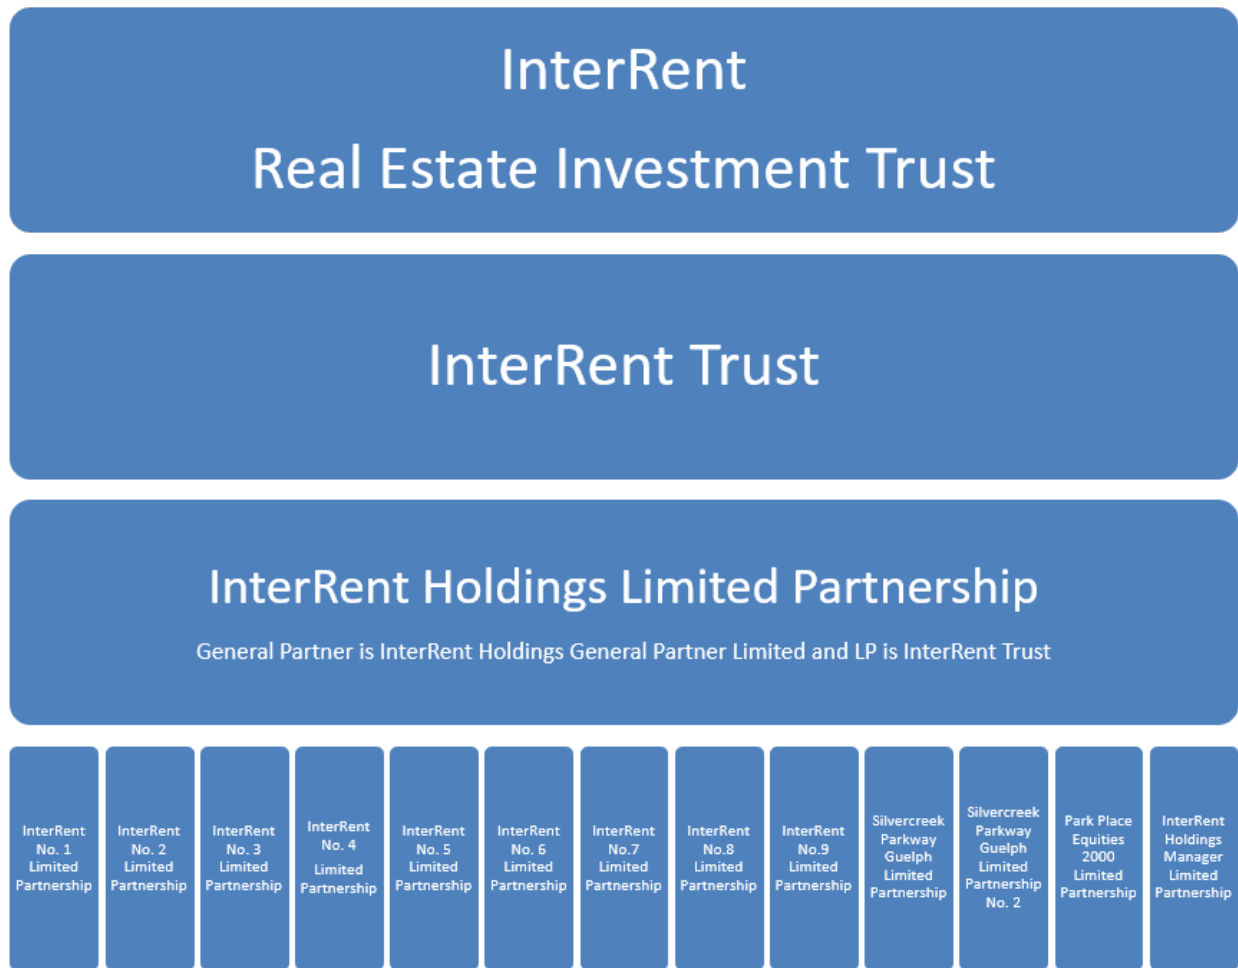 InterRent
Real Estate Investment Trust
InterRent Trust
InterRent Holdings Limited Partnership
General Partner is InterRent Holdings General Partner Limited and LP is InterRent Trust
InterRent
No. 1
Limited
Partnership
InterRent
No. 2
Limited
Partnership
InterRent
No. 3
Limited
Partnership
InterRent
No. 4
Limited
Partnership
InterRent
No. 5
Limited
Partnership
InterRent
No. 6
Limited
Partnership
InterRent
No.7
Limited
Partnership
InterRent
No.8
Limited
Partnership
InterRent
No.9
Limited
Partnership
Silvercreek
Parkway
Guelph
Limited
Partnership
Silvercreek
Parkway
Guelph
Limited
Partnership
No. 2
Park Place
Equities
2000
Limited
Partnership
InterRent
Holdings
Manager
Limited
Partnership